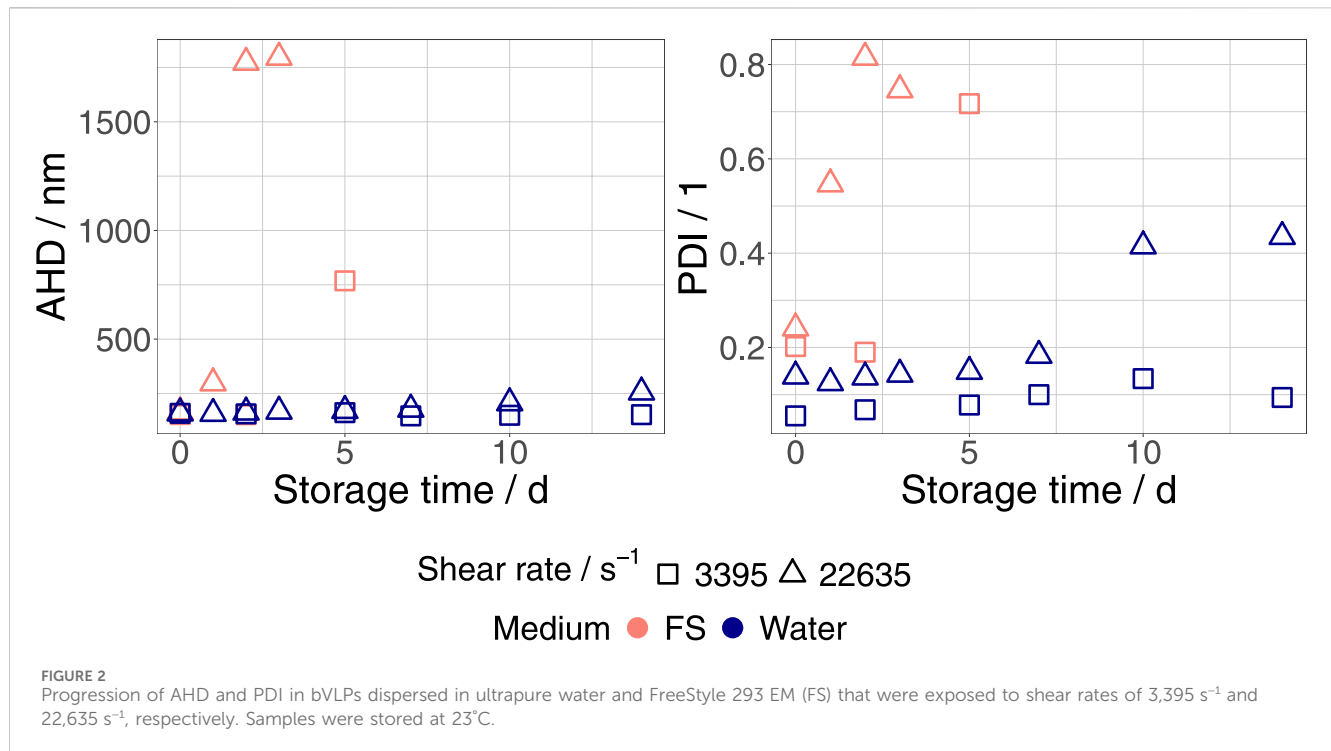 AHD / nm
1500
1000
500
0
5
10
Storage time / d
PDI / 1
0.8
0.6
0.4
0.2
0
5
10
Storage time / d
Shear rate / s⁻¹ 3395 22635
Medium FS Water
FIGURE 2
Progression of AHD and PDI in bVLPs dispersed in ultrapure water and FreeStyle 293 EM (FS) that were exposed to shear rates of 3,395 s⁻¹ and
22,635 s⁻¹, respectively. Samples were stored at 23°C.